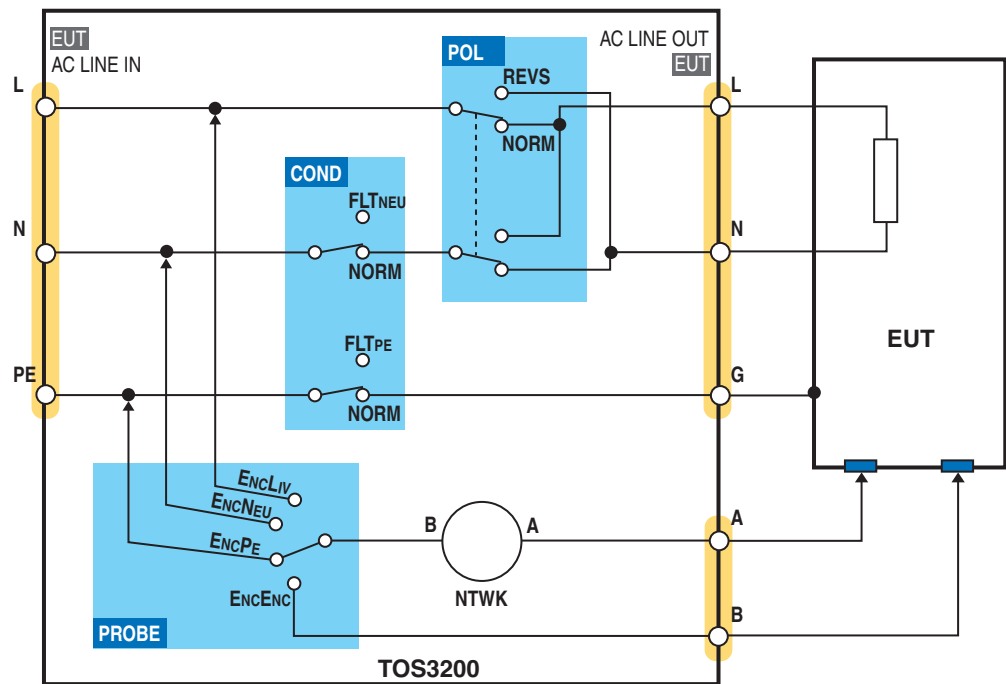 EUT
AC LINE IN
AC LINE OUT
EUT
POL
L
REVS
L
NORM
COND
FLTNEU
N
N
NORM
EUT
FLTPE
PE
G
NORM
ENCLIV
ENCNEU
B
A
A
ENCPE
ENCENC
NTWK
B
PROBE
TOS3200